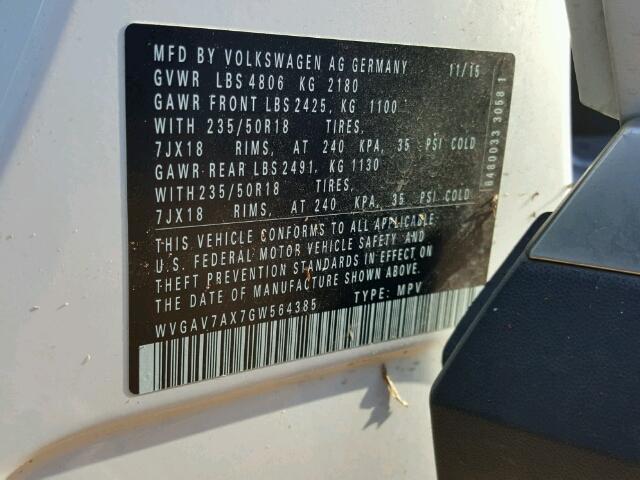 MFD BY VOLKSWAGEN AG GERMANY 11/15
GVWR LBS 4806 KG 2180
GAWR FRONT LBS 2425, KG 1100
WITH 235/50R18 TIRES,
7JX18 RIMS, AT 240 KPA, 35 PSI COLD
GAWR REAR LBS 2491, KG 1130
WITH 235/50R18 TIRES,
7JX18 RIMS, AT 240 KPA, 35 PSI COLD
THIS VEHICLE CONFORMS TO ALL APPLICABLE
U.S. FEDERAL MOTOR VEHICLE SAFETY AND
THEFT PREVENTION STANDARDS IN EFFECT ON
THE DATE OF MANUFACTURE SHOWN ABOVE.
WVGAV7AX7GW564385 TYPE: MPV
6480033 3058 1